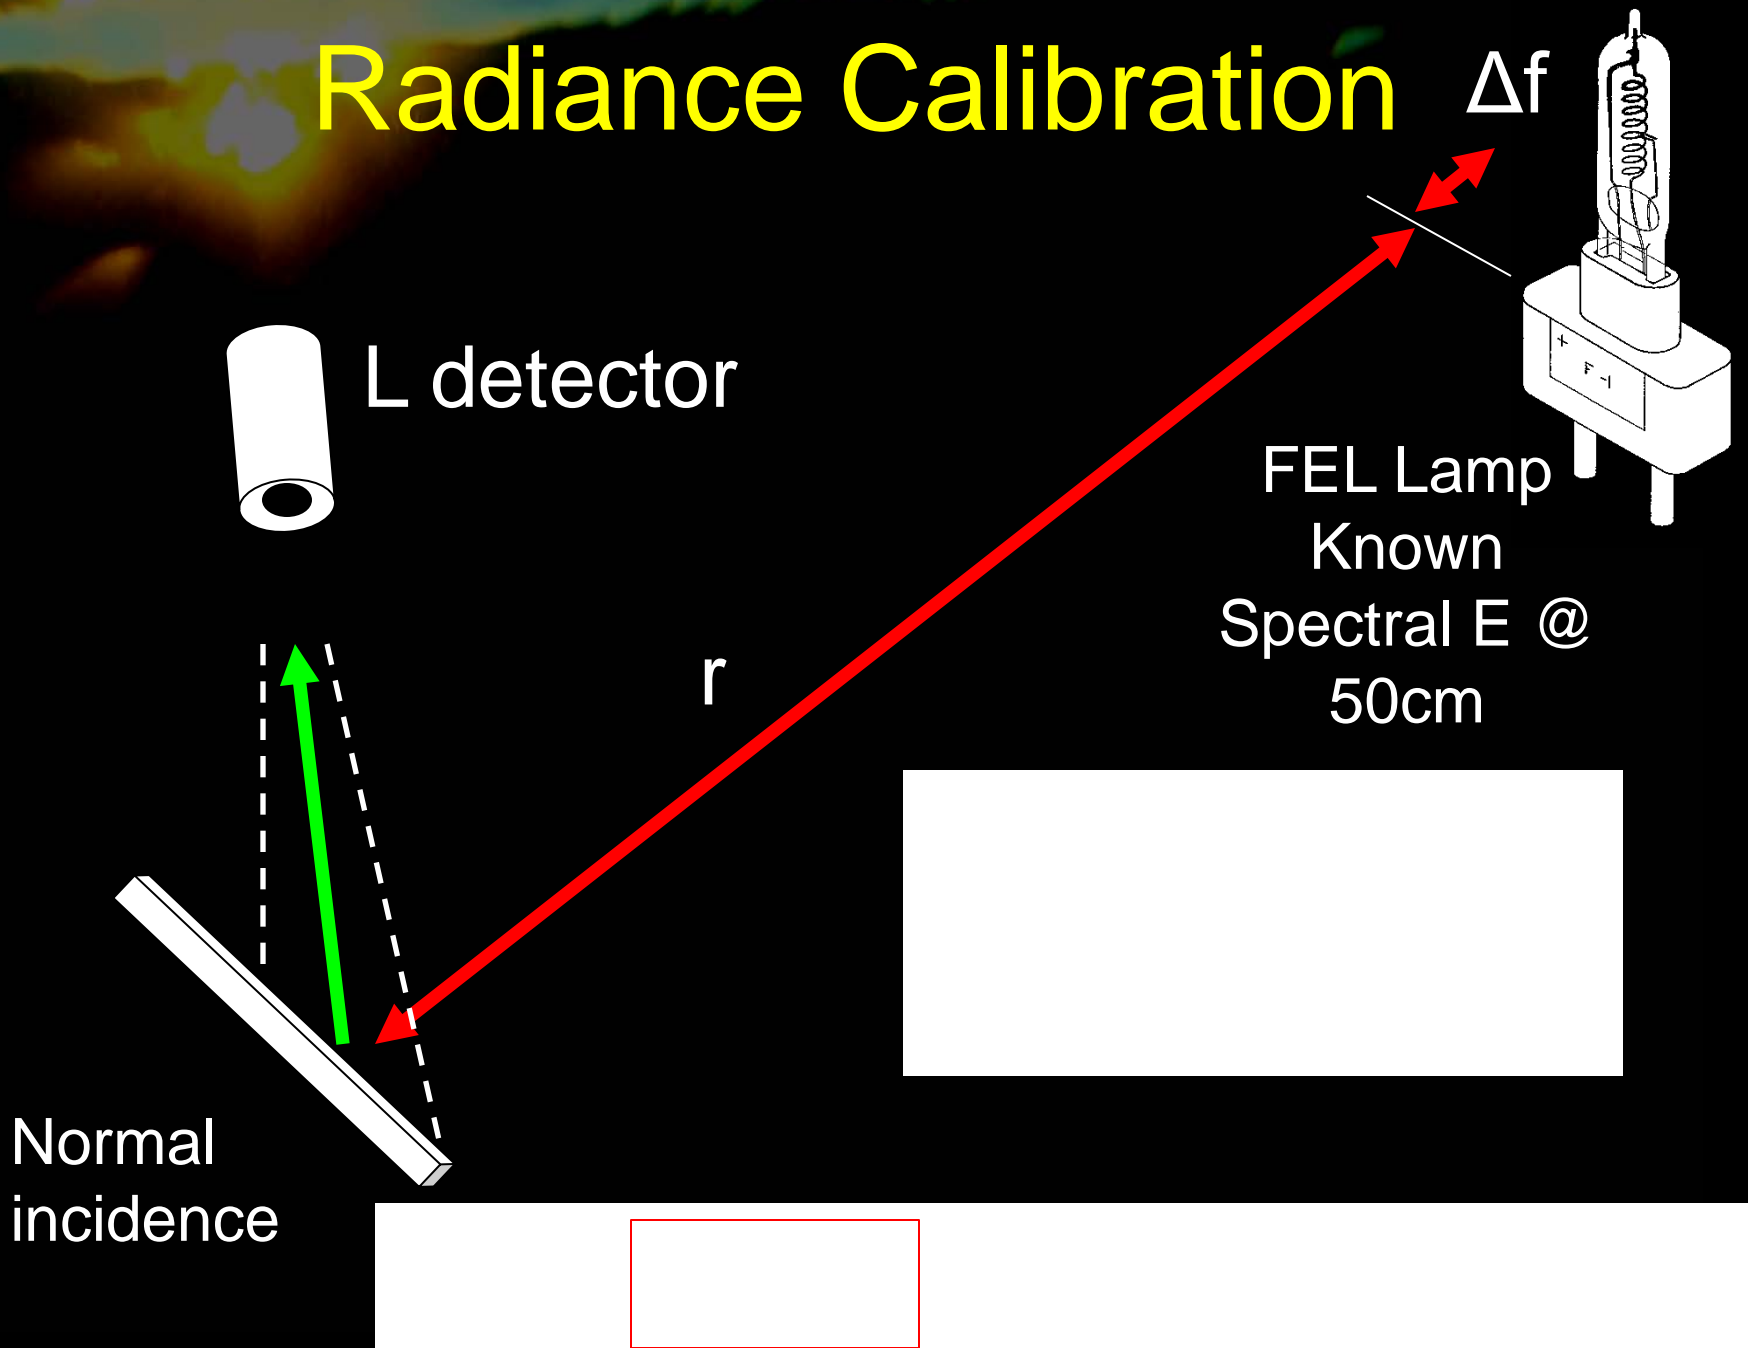 Radiance Calibration
Δf
L detector
+
F -I
FEL Lamp
Known
Spectral E @
50cm
r
Normal
incidence